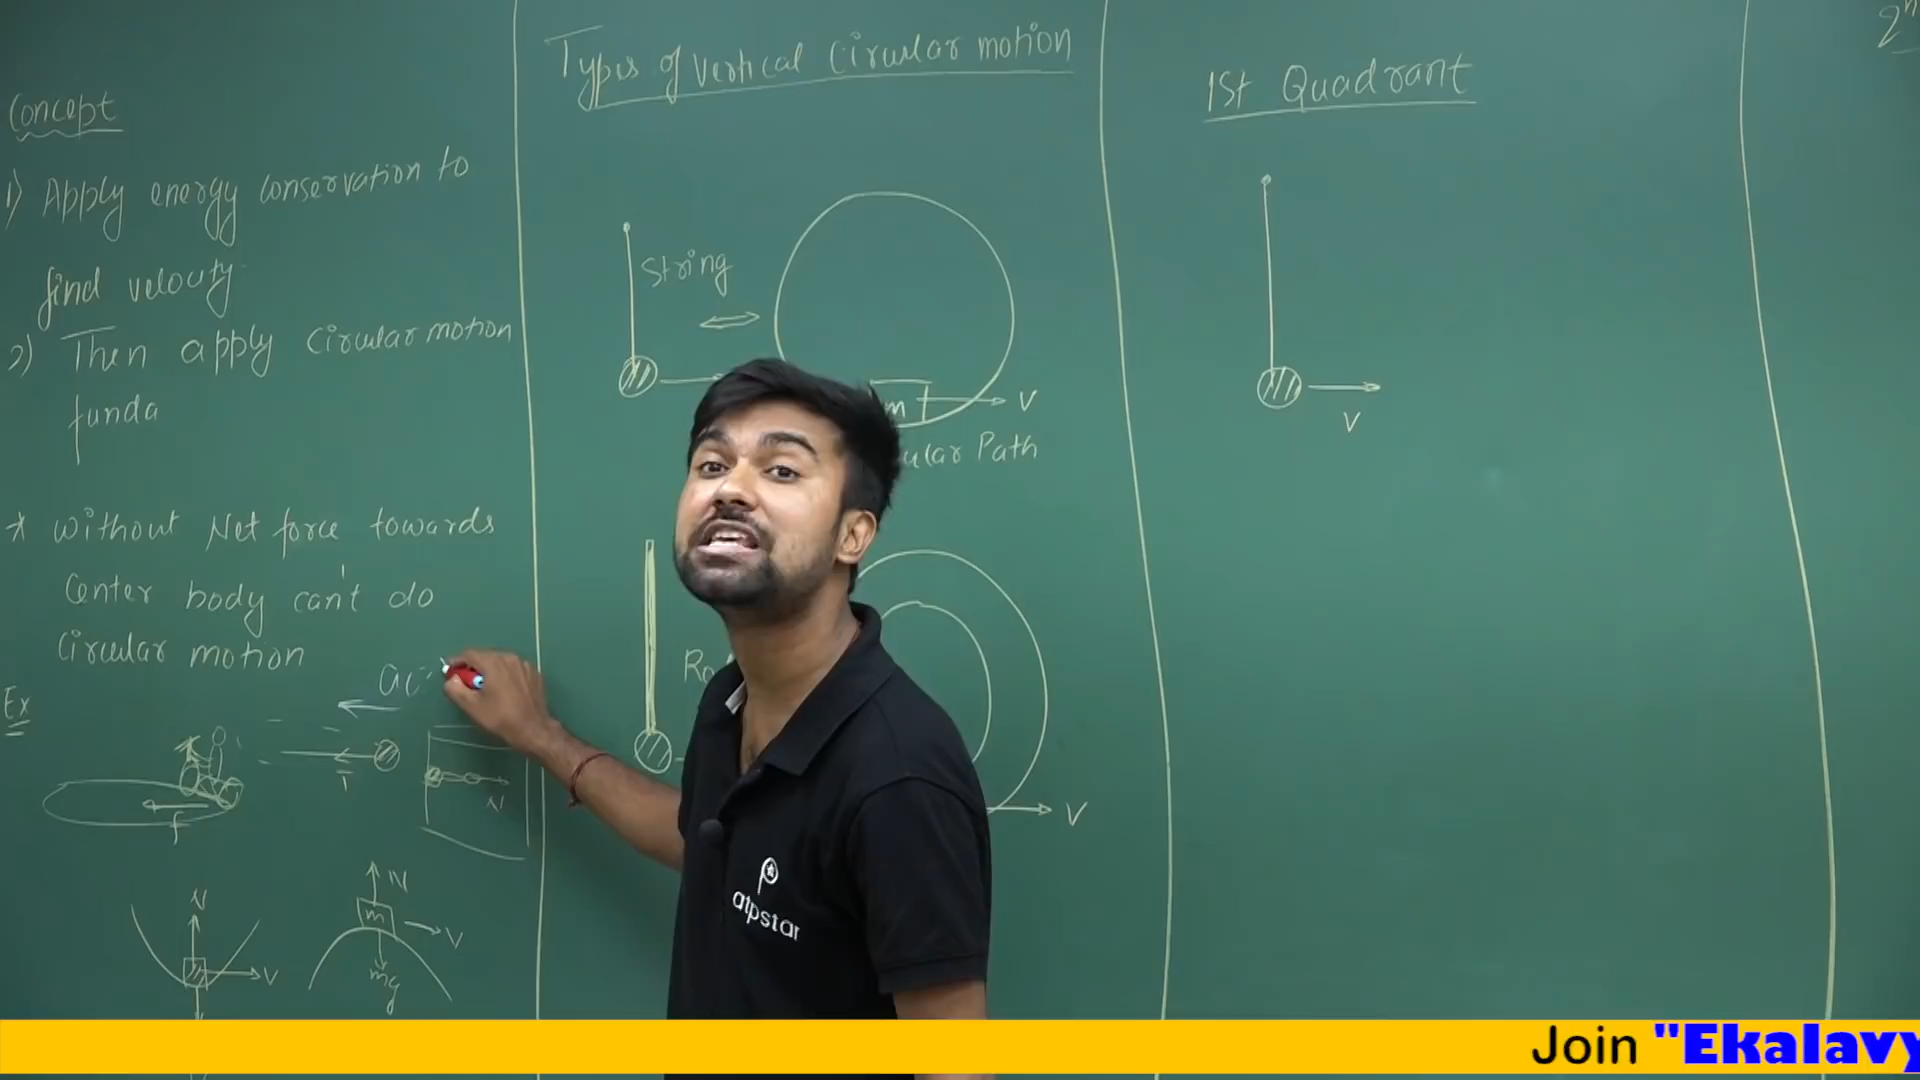 Concept
1) Apply energy conservation to
find velocity
2) Then apply circular motion
funda
* without Net force towards
Center body can't do
Circular motion
Ex
f
T
N
N
V
N
m
V
mg
Types of vertical circular motion
String
m
V
Path
V
1st Quadrant
V
atpstar
Join "Ekalavy